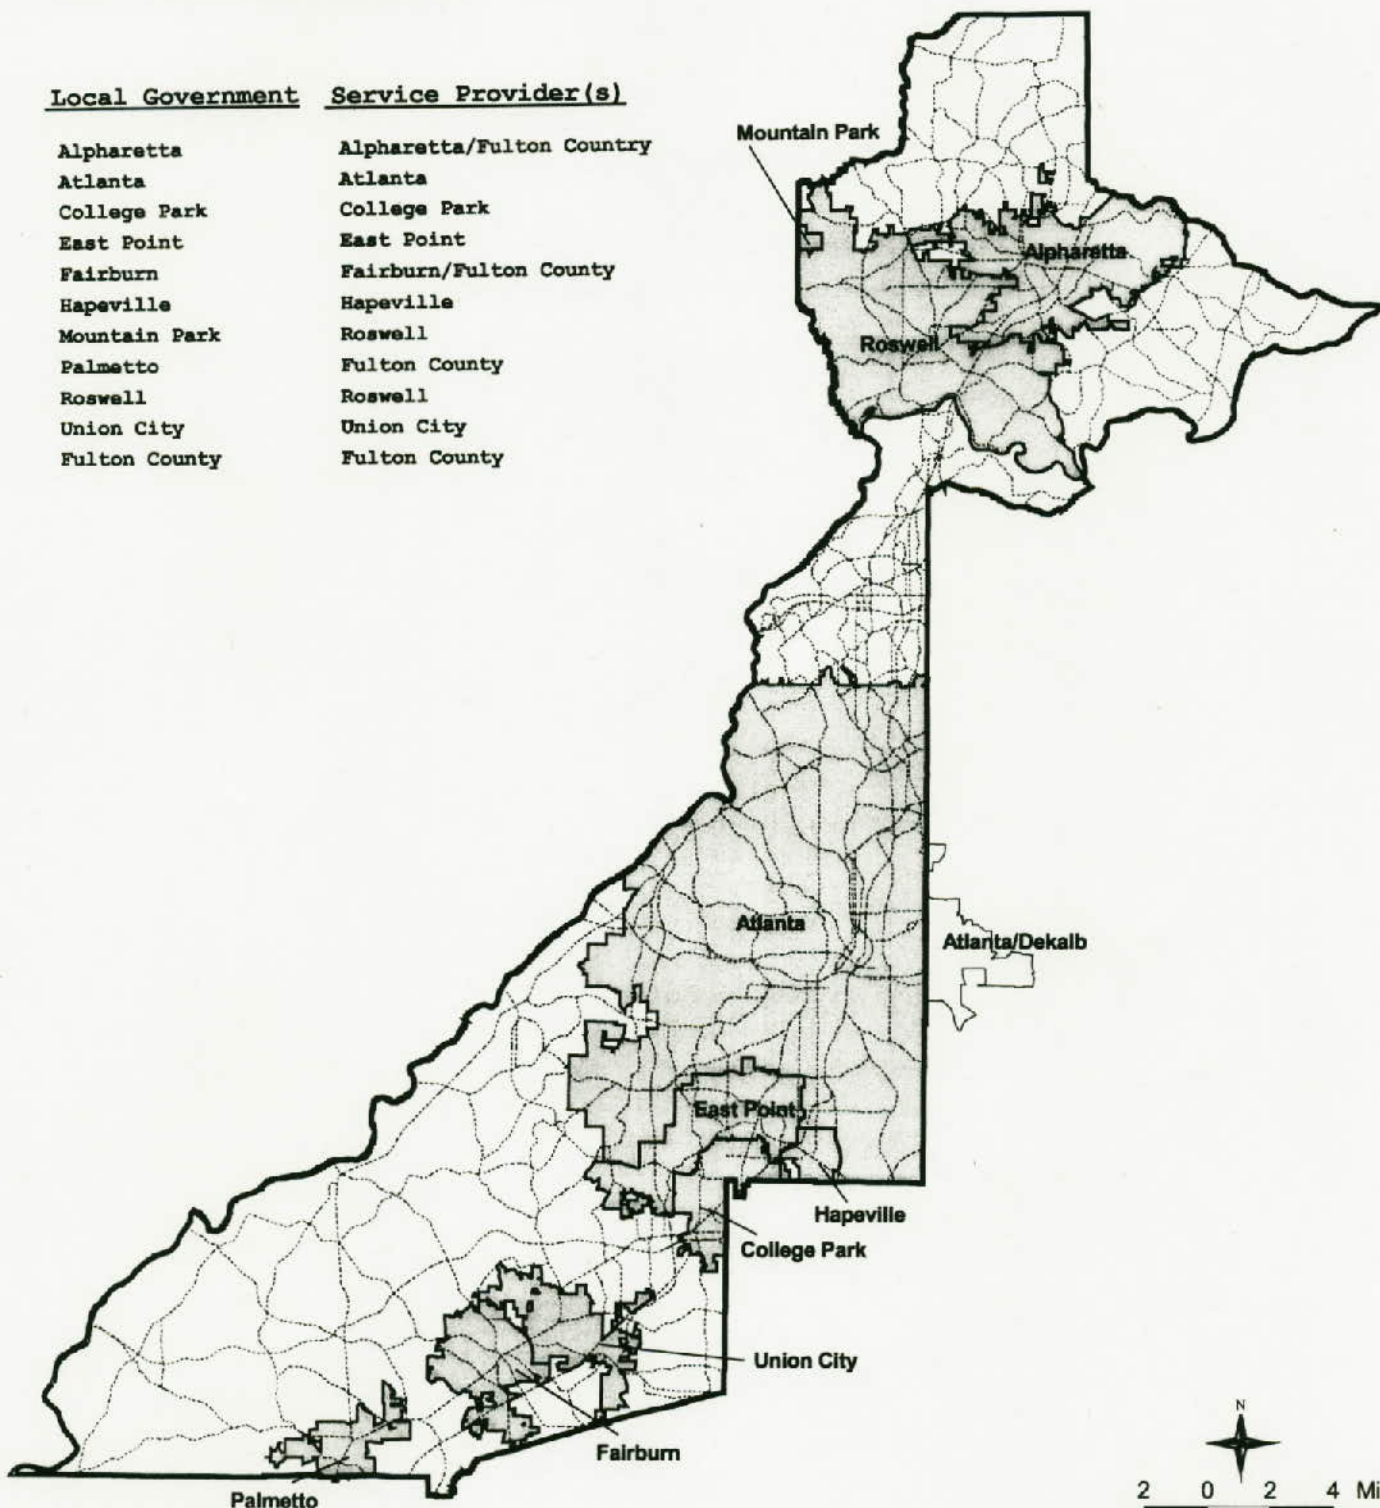 Local Government Service Provider(s)
Alpharetta Alpharetta/Fulton Country
Atlanta Atlanta
College Park College Park
East Point East Point
Fairburn Fairburn/Fulton County
Hapeville Hapeville
Mountain Park Roswell
Palmetto Fulton County
Roswell Roswell
Union City Union City
Fulton County Fulton County
Mountain Park
Alpharetta
Roswell
Atlanta
Atlanta/Dekalb
East Point
Hapeville
College Park
Union City
Fairburn
Palmetto
N
2 0 2 4 Mi